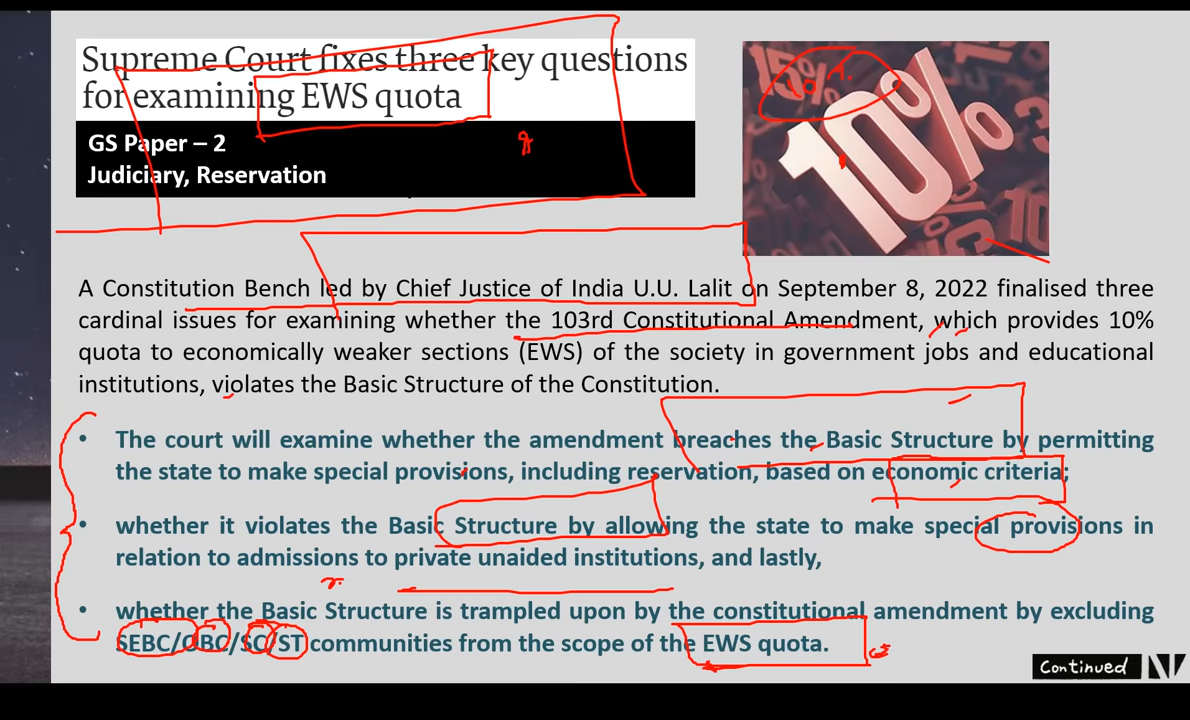 Supreme Court fixes three key questions
for examining EWS quota
GS Paper – 2
Judiciary, Reservation
15%
10%
10
A Constitution Bench led by Chief Justice of India U.U. Lalit on September 8, 2022 finalised three
cardinal issues for examining whether the 103rd Constitutional Amendment, which provides 10%
quota to economically weaker sections (EWS) of the society in government jobs and educational
institutions, violates the Basic Structure of the Constitution.
• The court will examine whether the amendment breaches the Basic Structure by permitting
the state to make special provisions, including reservation, based on economic criteria;
• whether it violates the Basic Structure by allowing the state to make special provisions in
relation to admissions to private unaided institutions, and lastly,
• whether the Basic Structure is trampled upon by the constitutional amendment by excluding
SEBC/OBC/SC/ST communities from the scope of the EWS quota.
Continued